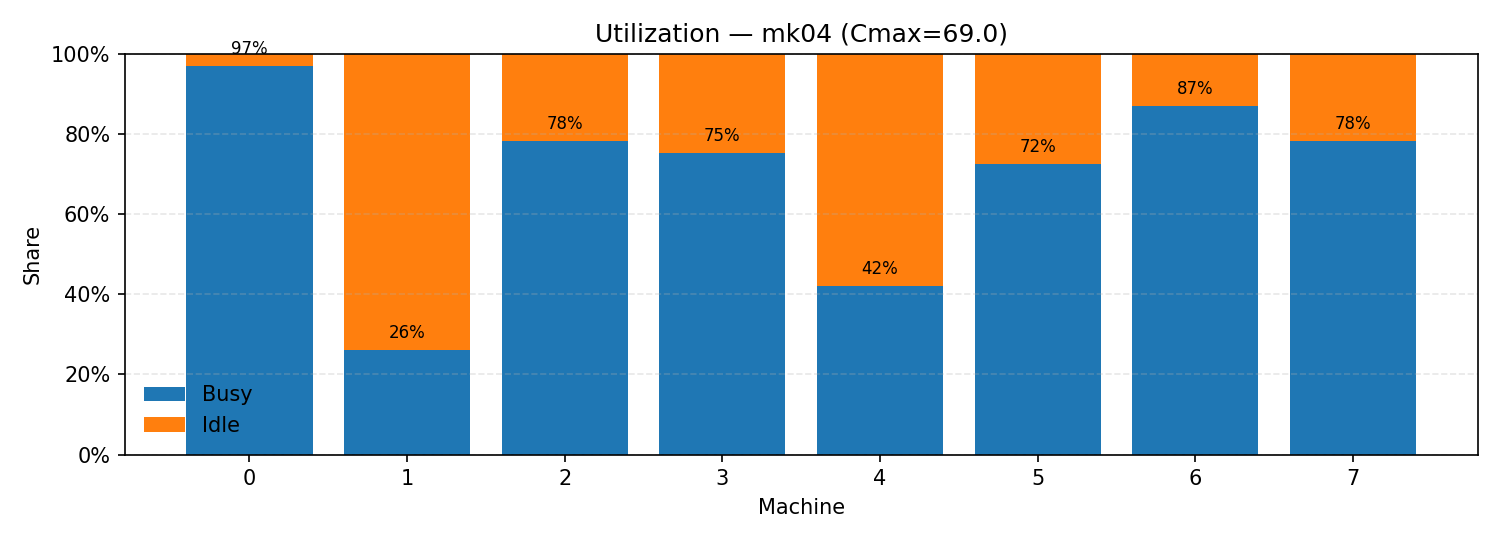 Utilization — mk04 (Cmax=69.0)
Share
100%
80%
60%
40%
20%
0%
97%
26%
78%
75%
42%
72%
87%
78%
Busy
Idle
0 1 2 3 4 5 6 7
Machine